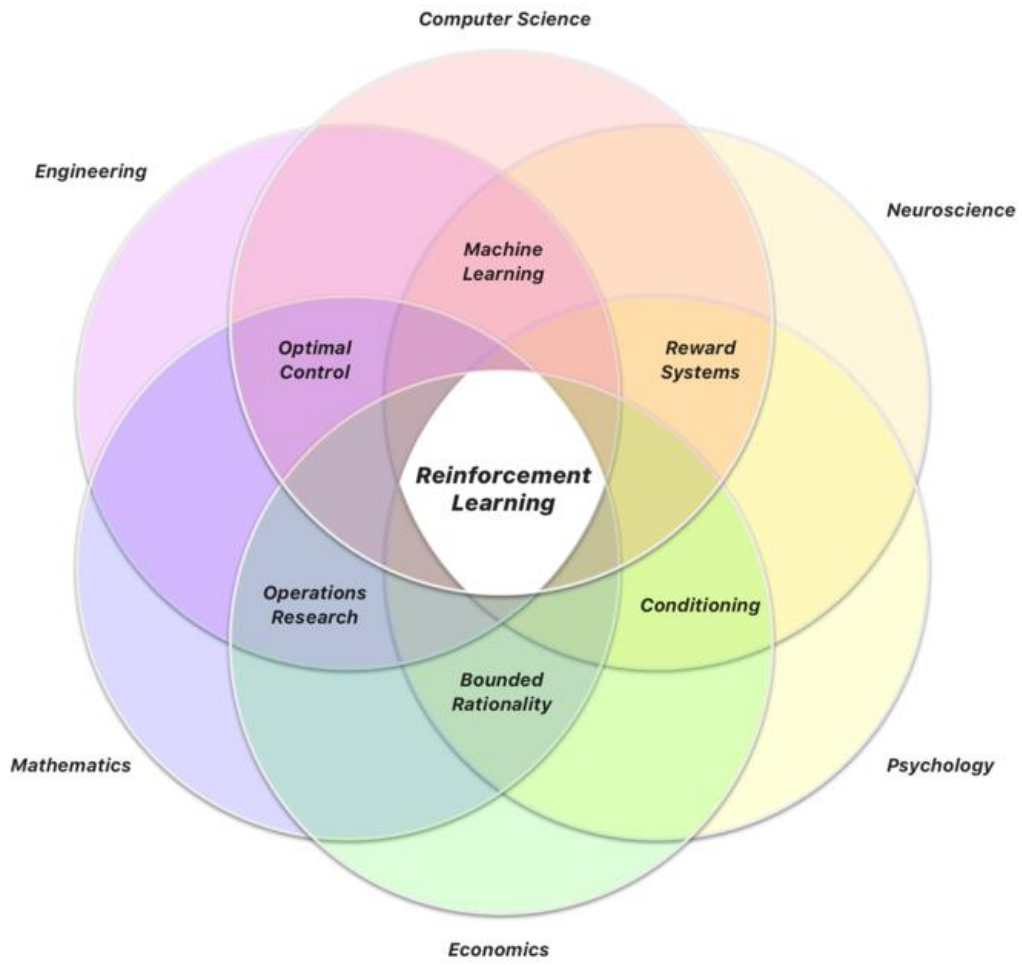 Computer Science
Engineering
Neuroscience
Machine
Learning
Optimal
Control
Reward
Systems
Reinforcement
Learning
Operations
Research
Conditioning
Bounded
Rationality
Mathematics
Psychology
Economics